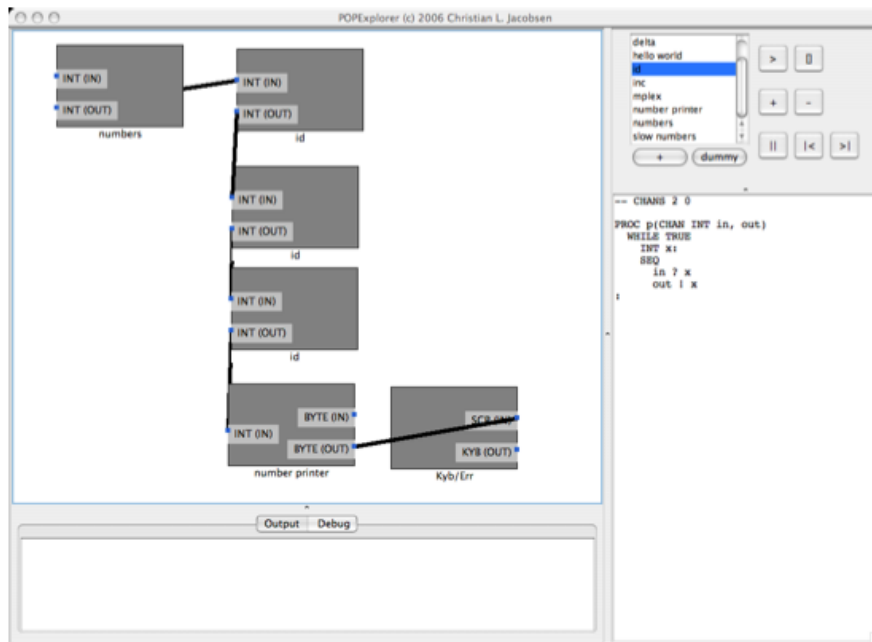 POPExplorer (c) 2006 Christian L. Jacobsen
INT (IN)
INT (OUT)
numbers
INT (IN)
INT (OUT)
id
INT (IN)
INT (OUT)
id
INT (IN)
INT (OUT)
id
INT (IN)
BYTE (IN)
BYTE (OUT)
number printer
SCR (IN)
KYB (OUT)
Kyb/Err
Output
Debug
delta
hello world
id
inc
mplex
number printer
numbers
slow numbers
+
dummy
>
[]
+
-
||
|<
>|
-- CHANS 2 0
PROC p(CHAN INT in, out)
WHILE TRUE
INT x:
SEQ
in ? x
out ! x
: